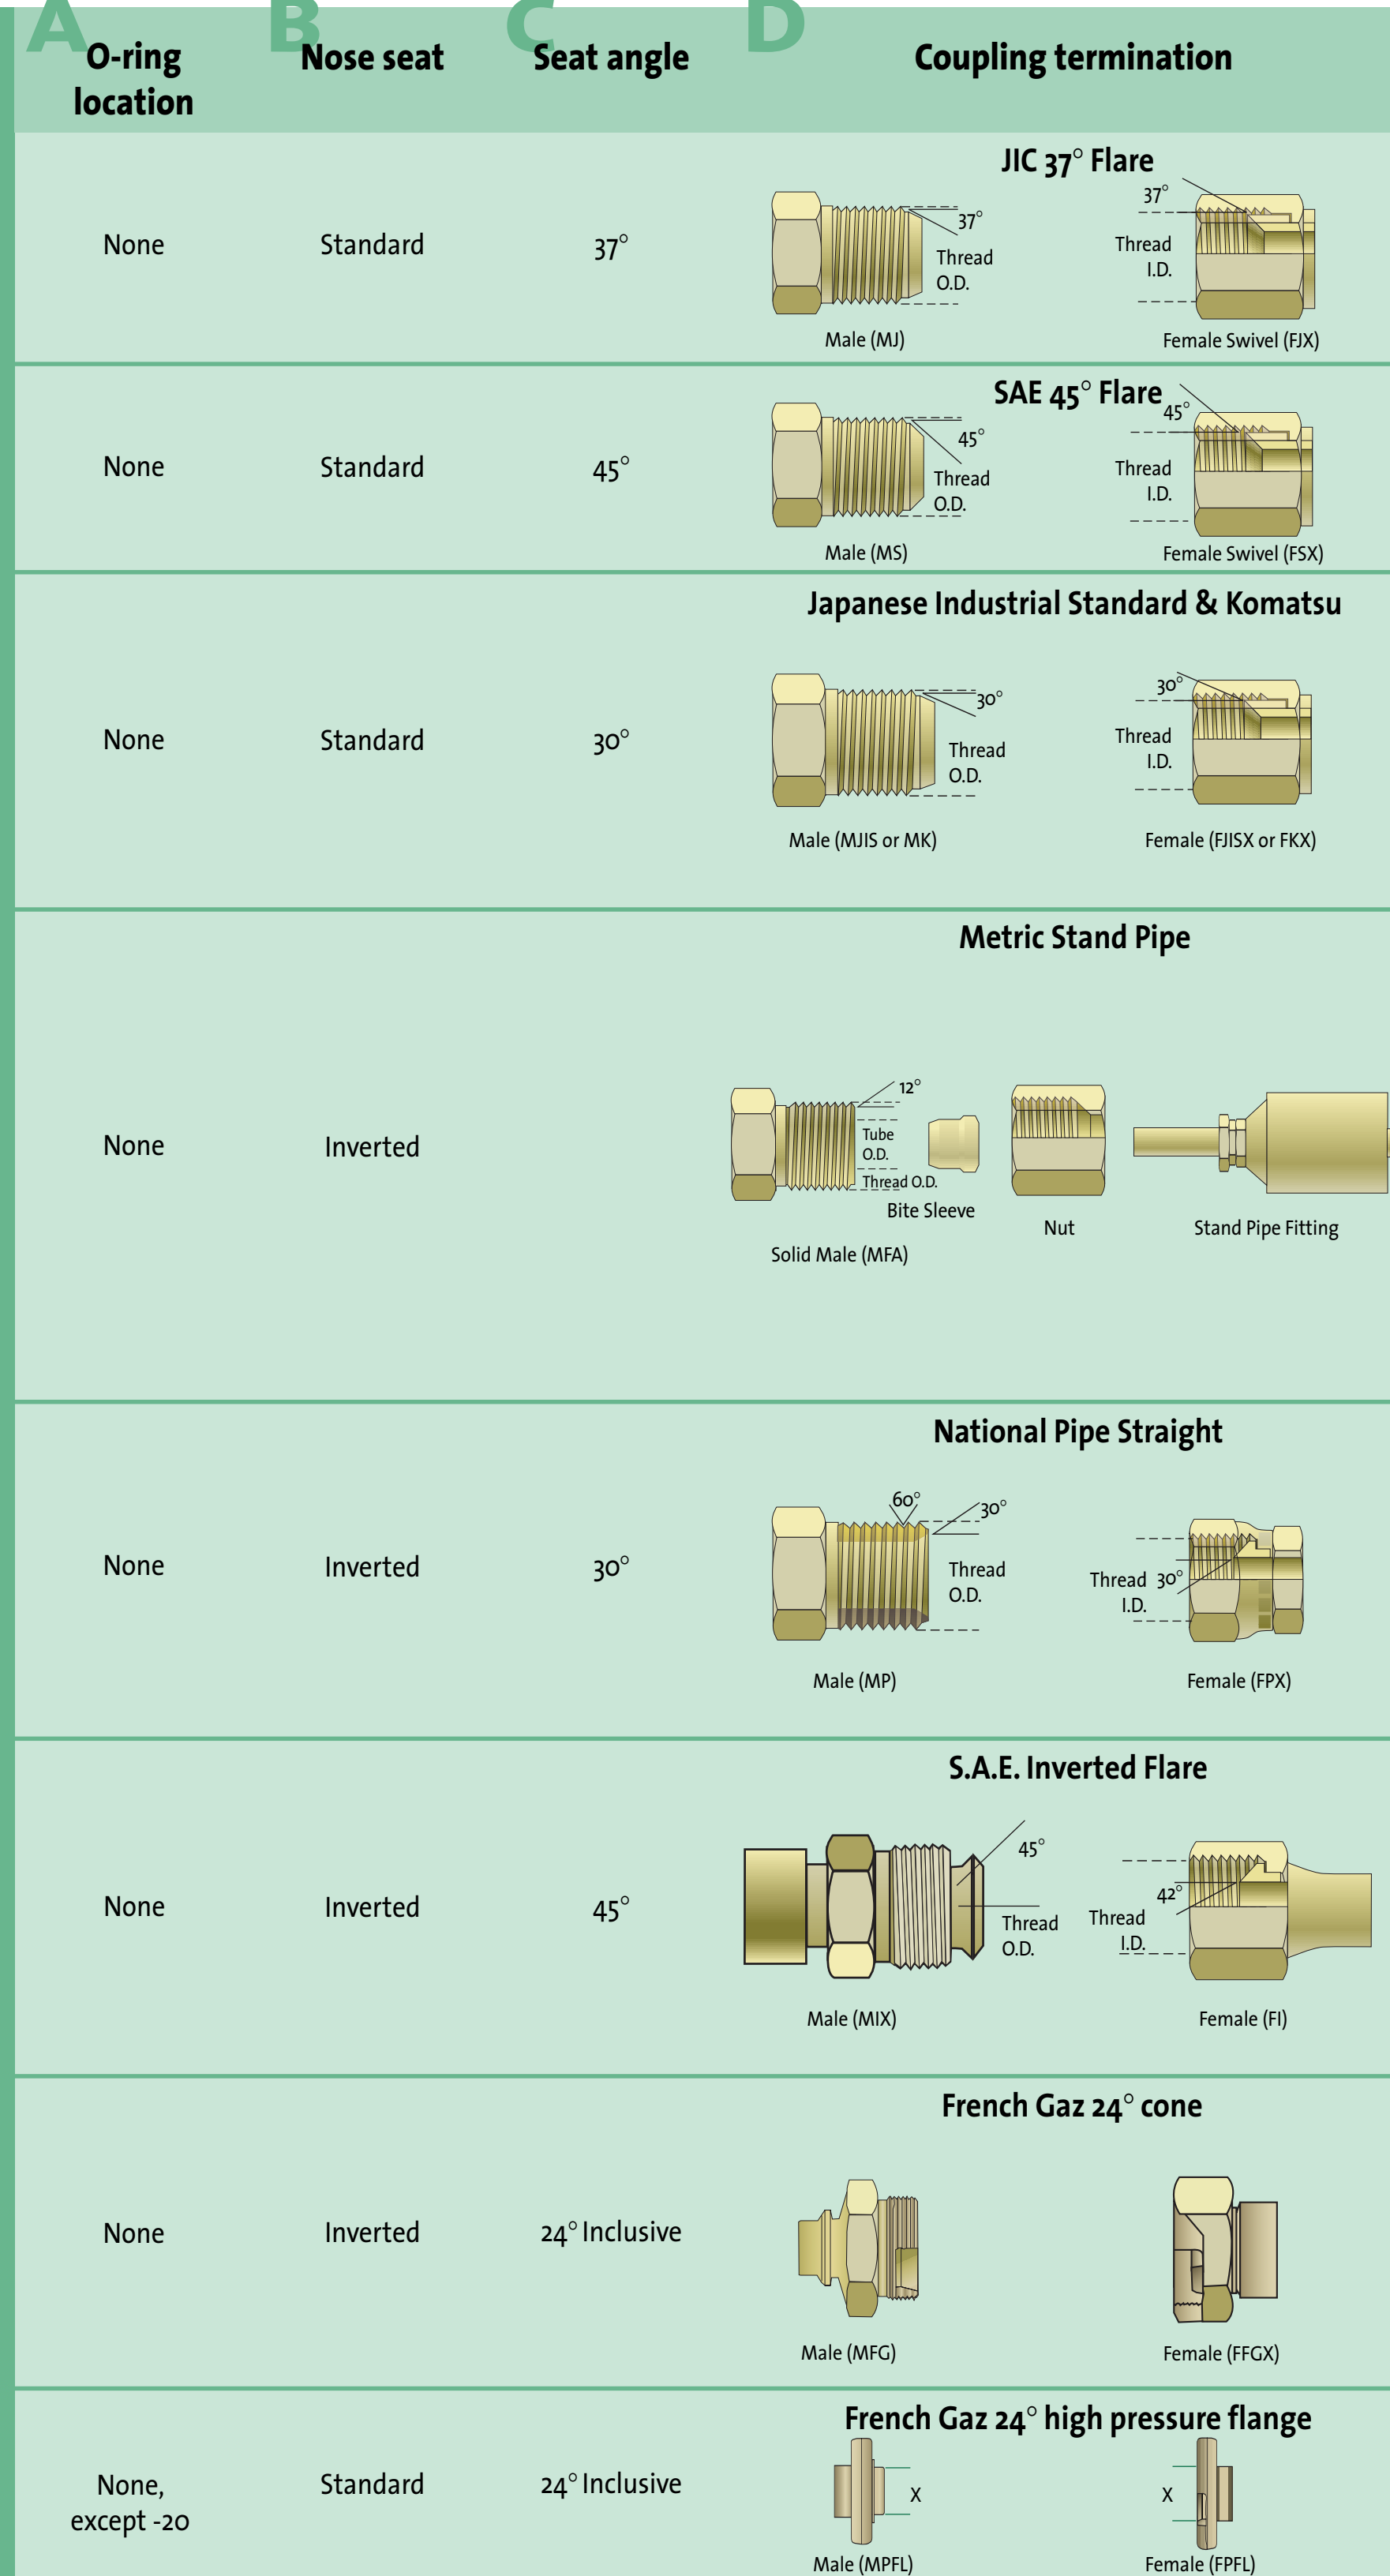 A B C D
O-ring location
Nose seat
Seat angle
Coupling termination
JIC 37° Flare
None
Standard
37°
37°
Thread
O.D.
Male (MJ)
37°
Thread
I.D.
Female Swivel (FJX)
SAE 45° Flare
None
Standard
45°
45°
Thread
O.D.
Male (MS)
45°
Thread
I.D.
Female Swivel (FSX)
Japanese Industrial Standard & Komatsu
None
Standard
30°
30°
Thread
O.D.
Male (MJIS or MK)
30°
Thread
I.D.
Female (FJISX or FKX)
Metric Stand Pipe
None
Inverted
12°
Tube
O.D.
Thread O.D.
Solid Male (MFA)
Bite Sleeve
Nut
Stand Pipe Fitting
National Pipe Straight
None
Inverted
30°
60°
30°
Thread
O.D.
Male (MP)
Thread
I.D.
30°
Female (FPX)
S.A.E. Inverted Flare
None
Inverted
45°
45°
Thread
O.D.
Male (MIX)
42°
Thread
I.D.
Female (FI)
French Gaz 24° cone
None
Inverted
24° Inclusive
Male (MFG)
Female (FFGX)
French Gaz 24° high pressure flange
None,
except -20
Standard
24° Inclusive
X
Male (MPFL)
X
Female (FPFL)